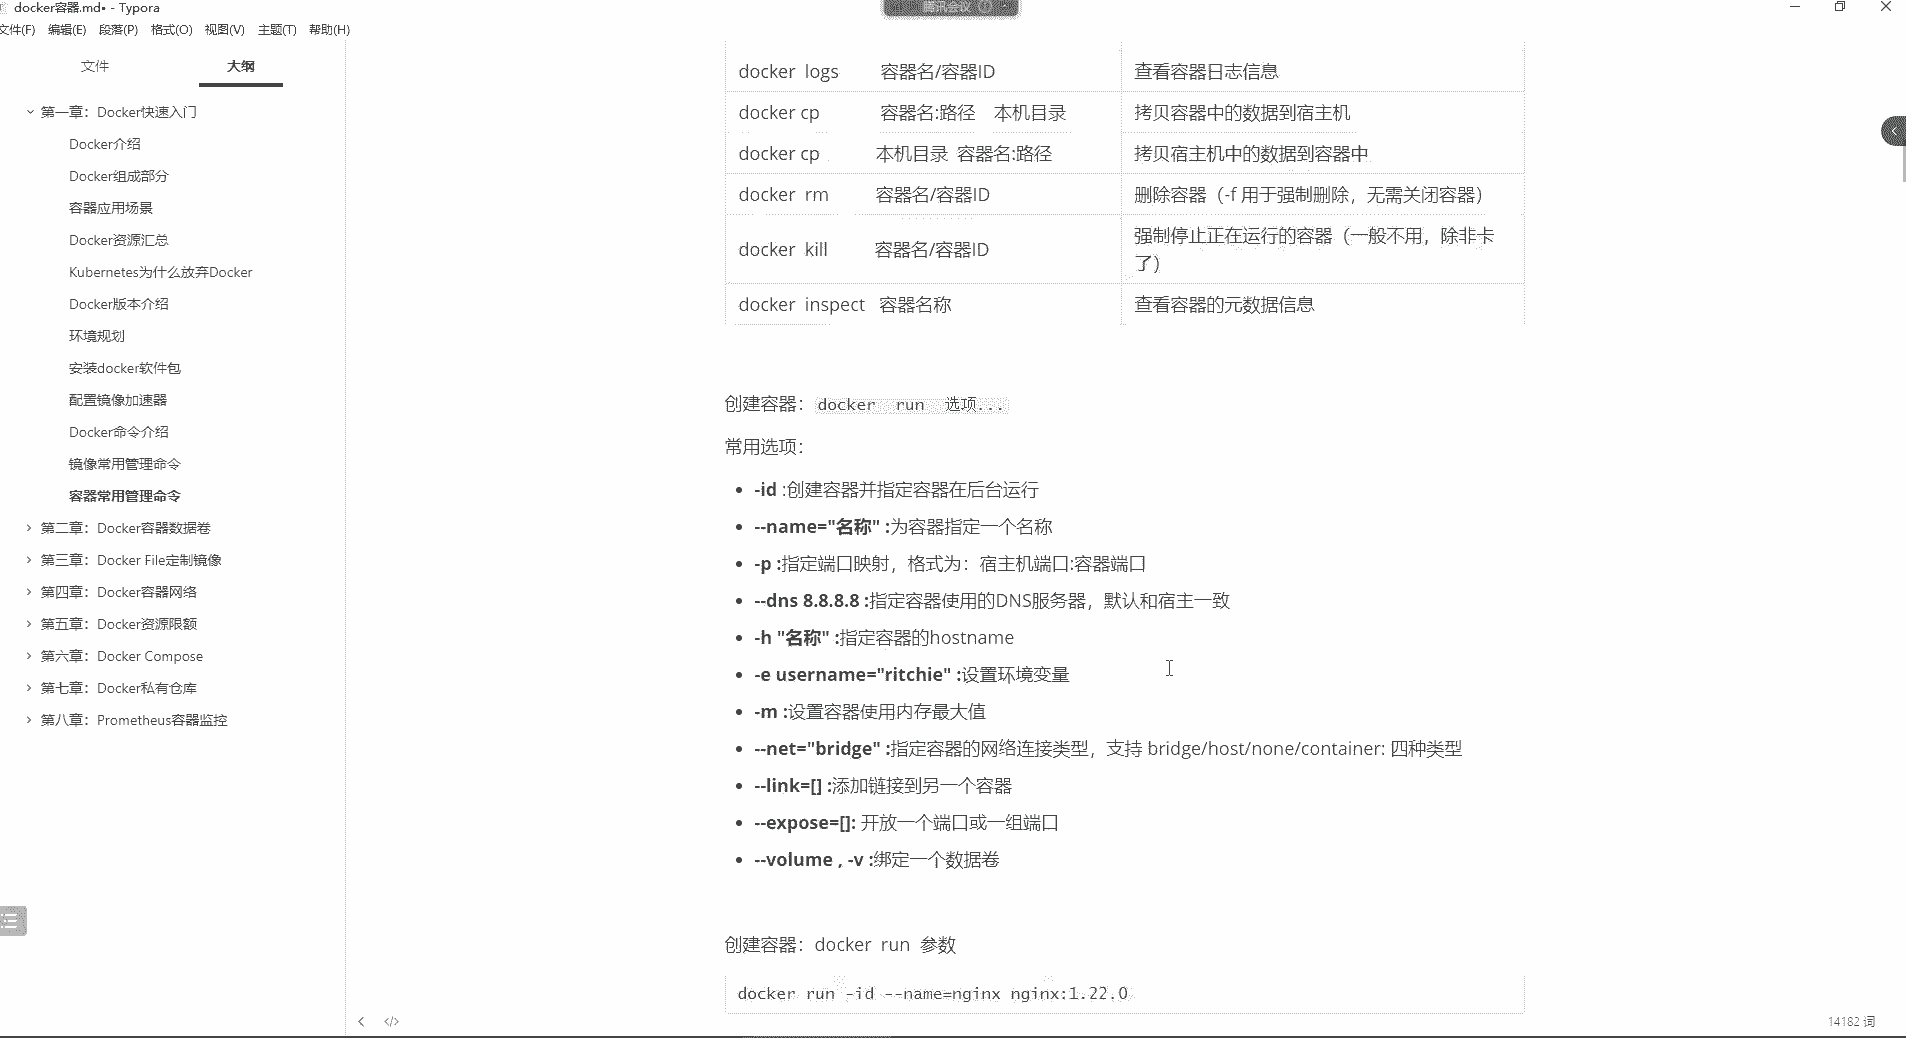 docker容器.md• - Typora
腾讯会议
文件(F) 编辑(E) 段落(P) 格式(O) 视图(V) 主题(T) 帮助(H)
文件 大纲
第一章：Docker快速入门
Docker介绍
Docker组成部分
容器应用场景
Docker资源汇总
Kubernetes为什么放弃Docker
Docker版本介绍
环境规划
安装docker软件包
配置镜像加速器
Docker命令介绍
镜像常用管理命令
容器常用管理命令
第二章：Docker容器数据卷
第三章：Docker File定制镜像
第四章：Docker容器网络
第五章：Docker资源限额
第六章：Docker Compose
第七章：Docker私有仓库
第八章：Prometheus容器监控
docker logs 容器名/容器ID 查看容器日志信息
docker cp 容器名:路径 本机目录 拷贝容器中的数据到宿主机
docker cp 本机目录 容器名:路径 拷贝宿主机中的数据到容器中
docker rm 容器名/容器ID 删除容器（-f 用于强制删除，无需关闭容器）
docker kill 容器名/容器ID 强制停止正在运行的容器（一般不用，除非卡
了）
docker inspect 容器名称 查看容器的元数据信息
创建容器：docker run 选项...
常用选项：
-id :创建容器并指定容器在后台运行
--name="名称" :为容器指定一个名称
-p :指定端口映射，格式为：宿主机端口:容器端口
--dns 8.8.8.8 :指定容器使用的DNS服务器，默认和宿主一致
-h "名称" :指定容器的hostname
-e username="ritchie" :设置环境变量
-m :设置容器使用内存最大值
--net="bridge" :指定容器的网络连接类型，支持 bridge/host/none/container: 四种类型
--link=[] :添加链接到另一个容器
--expose=[]: 开放一个端口或一组端口
--volume , -v :绑定一个数据卷
创建容器：docker run 参数
docker run -id --name=nginx nginx:1.22.0
14182 词